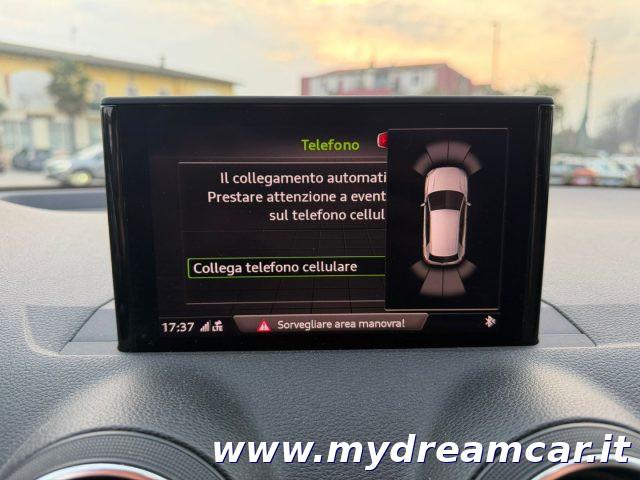 Telefono
Il collegamento automati
Prestare attenzione a event
sul telefono cellul
Collega telefono cellulare
17:37 LTE
Sorvegliare area manovra!
www.mydreamcar.it